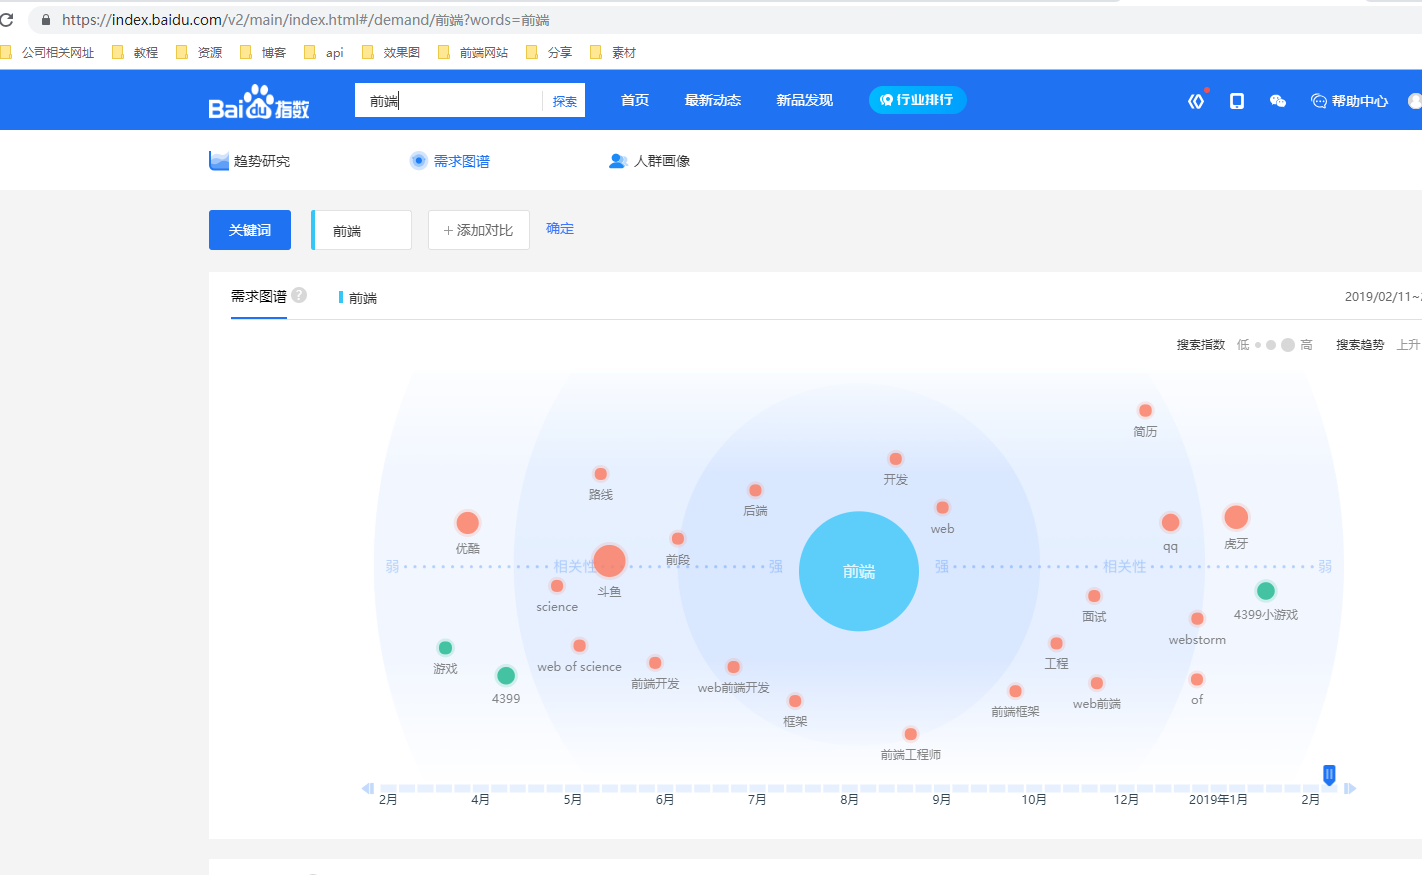 https://index.baidu.com/v2/main/index.html#/demand/前端?words=前端
公司相关网址 教程 资源 博客 api 效果图 前端网站 分享 素材
Baidu指数 前端 探索 首页 最新动态 新品发现 行业排行 帮助中心
趋势研究 需求图谱 人群画像
关键词 前端 + 添加对比 确定
需求图谱 ? 前端 2019/02/11~
搜索指数 低 高 搜索趋势 上升
简历
开发
路线
后端
web
优酷
前段
qq
虎牙
弱 相关性 强 前端 强 相关性 弱
斗鱼
science
面试
4399小游戏
webstorm
工程
游戏
web of science
前端开发
web前端开发
4399
of
web前端
前端框架
框架
前端工程师
2月 4月 5月 6月 7月 8月 9月 10月 12月 2019年1月 2月